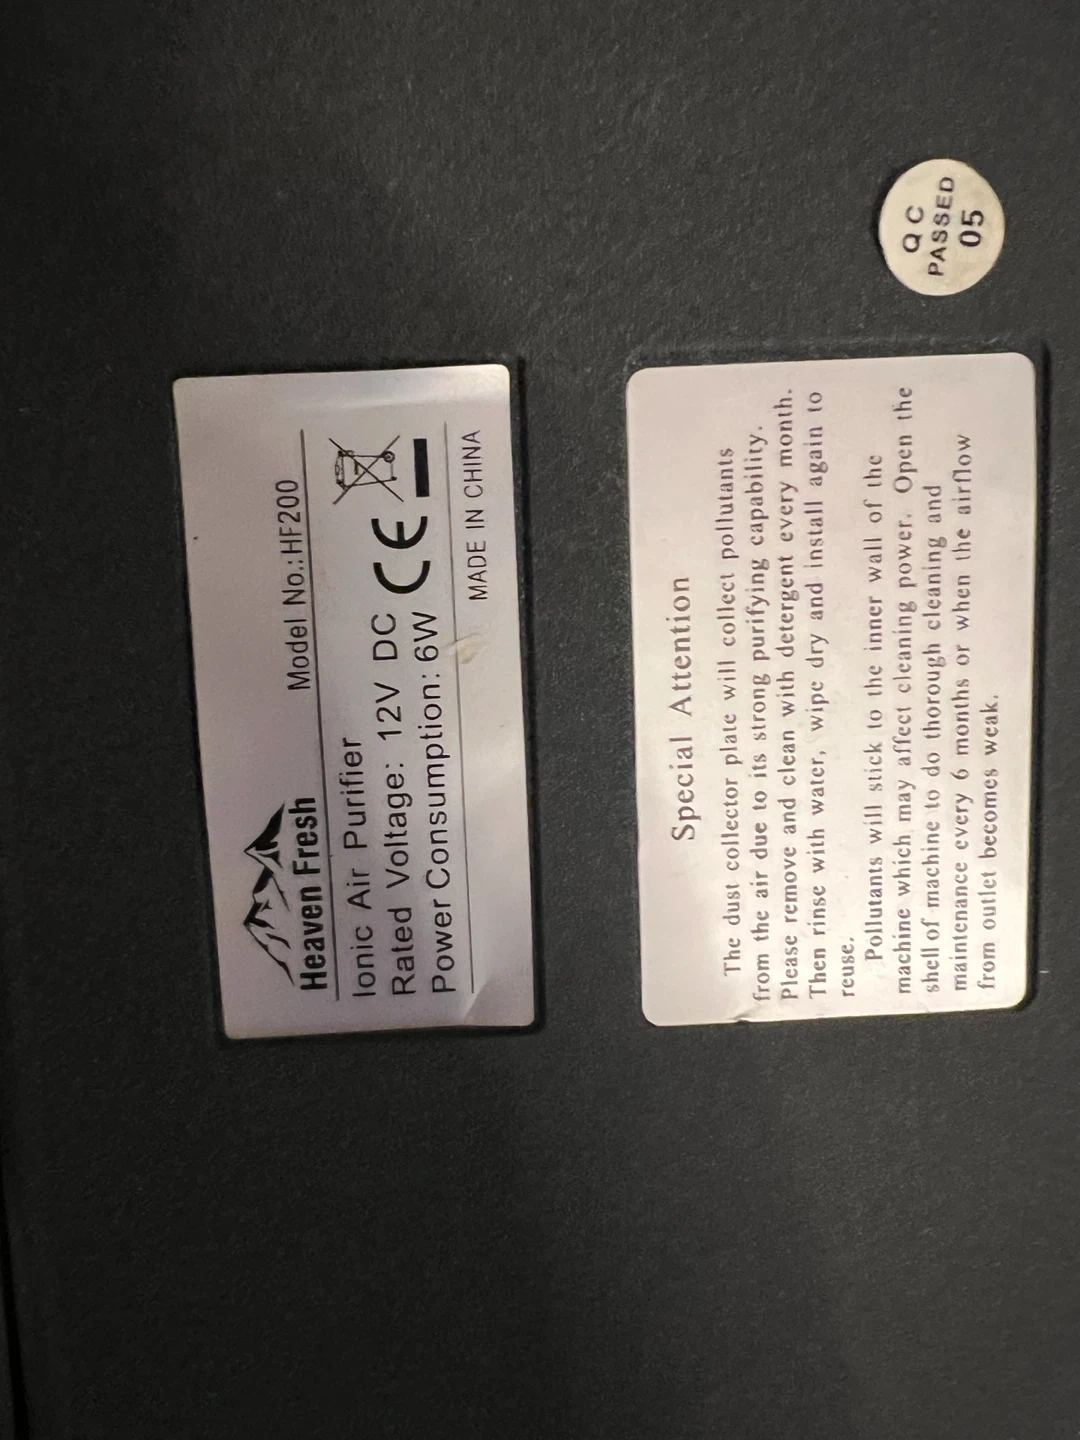 Heaven Fresh
Model No.:HF200
Ionic Air Purifier
Rated Voltage: 12V DC
Power Consumption: 6W
CE
MADE IN CHINA
Special Attention
The dust collector plate will collect pollutants
from the air due to its strong purifying capability.
Please remove and clean with detergent every month.
Then rinse with water, wipe dry and install again to
reuse.
Pollutants will stick to the inner wall of the
machine which may affect cleaning power. Open the
shell of machine to do thorough cleaning and
maintenance every 6 months or when the airflow
from outlet becomes weak.
QC
PASSED
05